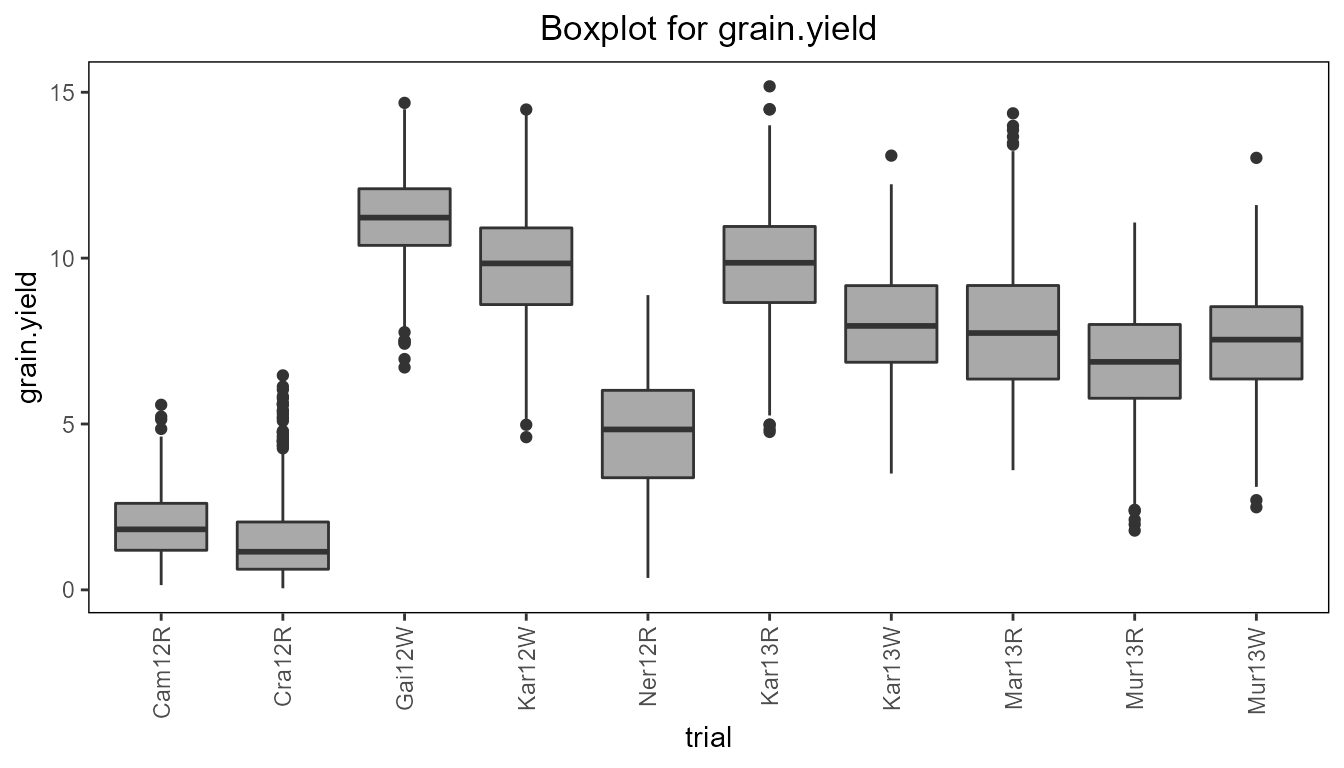 Boxplot for grain.yield
grain.yield
15
10
5
0
Cam12R
Cra12R
Gai12W
Kar12W
Ner12R
Kar13R
Kar13W
Mar13R
Mur13R
Mur13W
trial